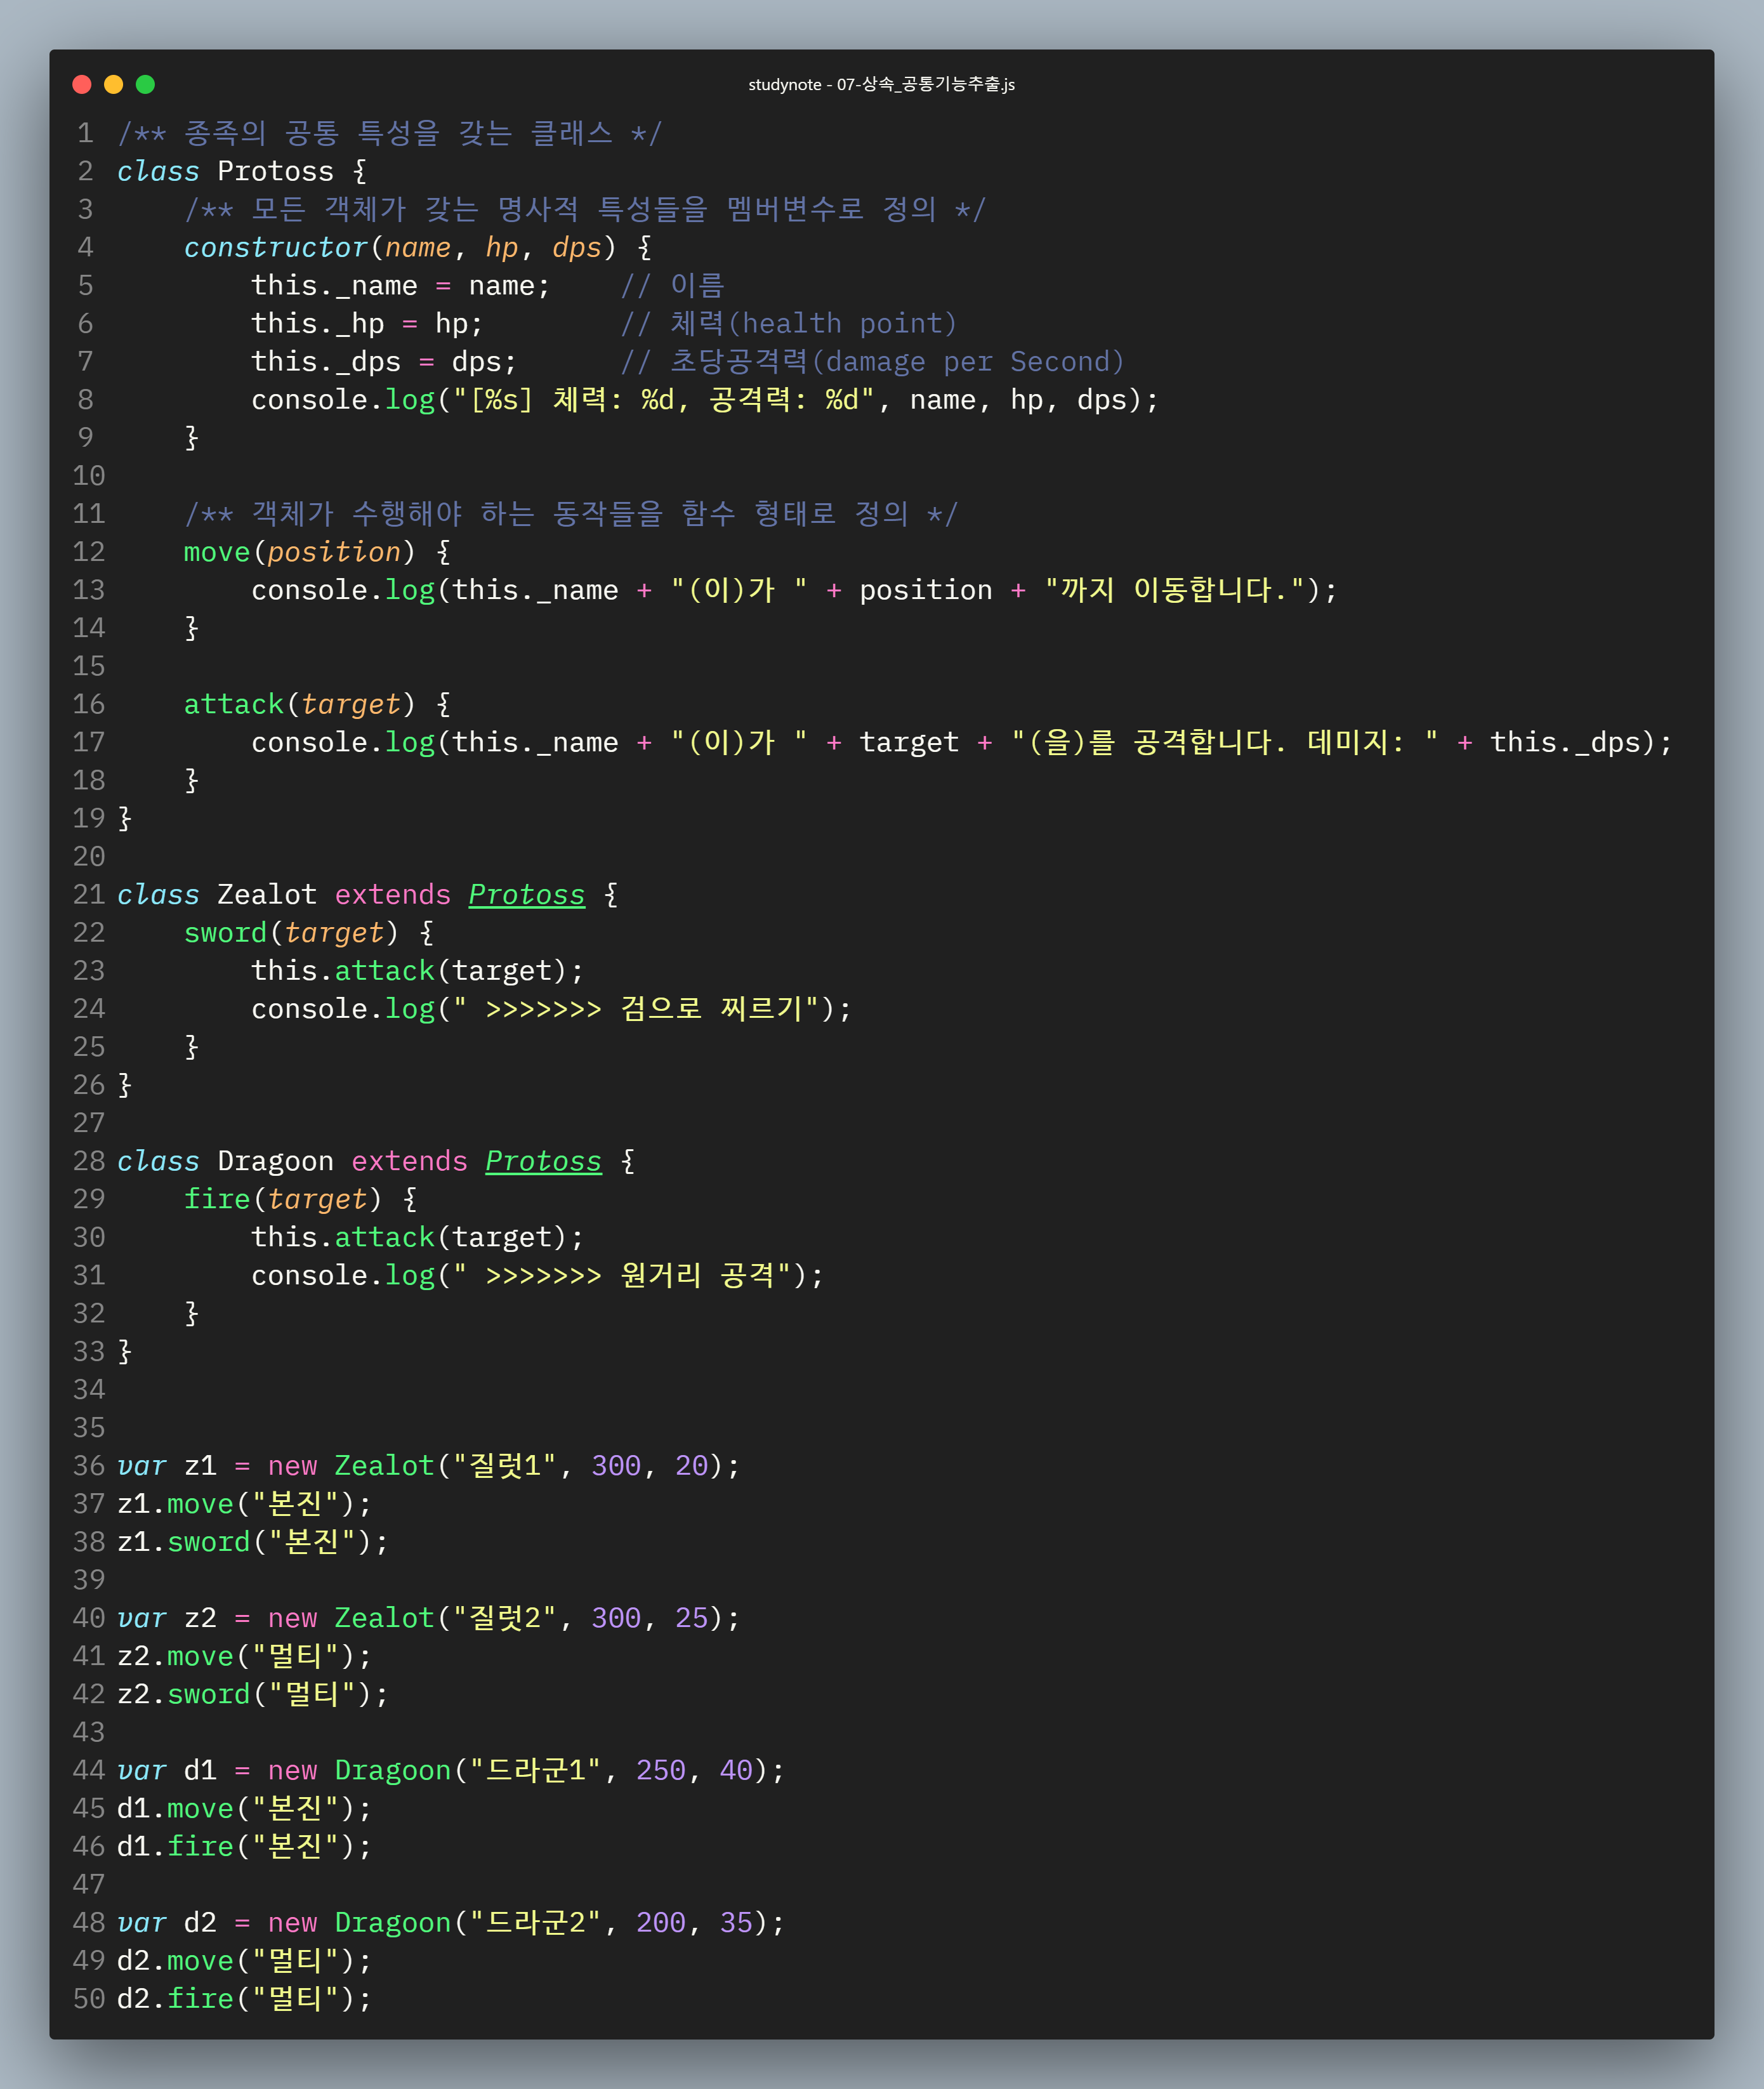 studynote - 07-상속_공통기능추출.js
1 /** 종족의 공통 특성을 갖는 클래스 */
2 class Protoss {
3     /** 모든 객체가 갖는 명사적 특성들을 멤버변수로 정의 */
4     constructor(name, hp, dps) {
5         this._name = name;    // 이름
6         this._hp = hp;        // 체력(health point)
7         this._dps = dps;      // 초당공격력(damage per Second)
8         console.log("[%s] 체력: %d, 공격력: %d", name, hp, dps);
9     }
10
11     /** 객체가 수행해야 하는 동작들을 함수 형태로 정의 */
12     move(position) {
13         console.log(this._name + "(이)가 " + position + "까지 이동합니다.");
14     }
15
16     attack(target) {
17         console.log(this._name + "(이)가 " + target + "(을)를 공격합니다. 데미지: " + this._dps);
18     }
19 }
20
21 class Zealot extends Protoss {
22     sword(target) {
23         this.attack(target);
24         console.log(" >>>>>>> 검으로 찌르기");
25     }
26 }
27
28 class Dragoon extends Protoss {
29     fire(target) {
30         this.attack(target);
31         console.log(" >>>>>>> 원거리 공격");
32     }
33 }
34
35
36 var z1 = new Zealot("질럿1", 300, 20);
37 z1.move("본진");
38 z1.sword("본진");
39
40 var z2 = new Zealot("질럿2", 300, 25);
41 z2.move("멀티");
42 z2.sword("멀티");
43
44 var d1 = new Dragoon("드라군1", 250, 40);
45 d1.move("본진");
46 d1.fire("본진");
47
48 var d2 = new Dragoon("드라군2", 200, 35);
49 d2.move("멀티");
50 d2.fire("멀티");